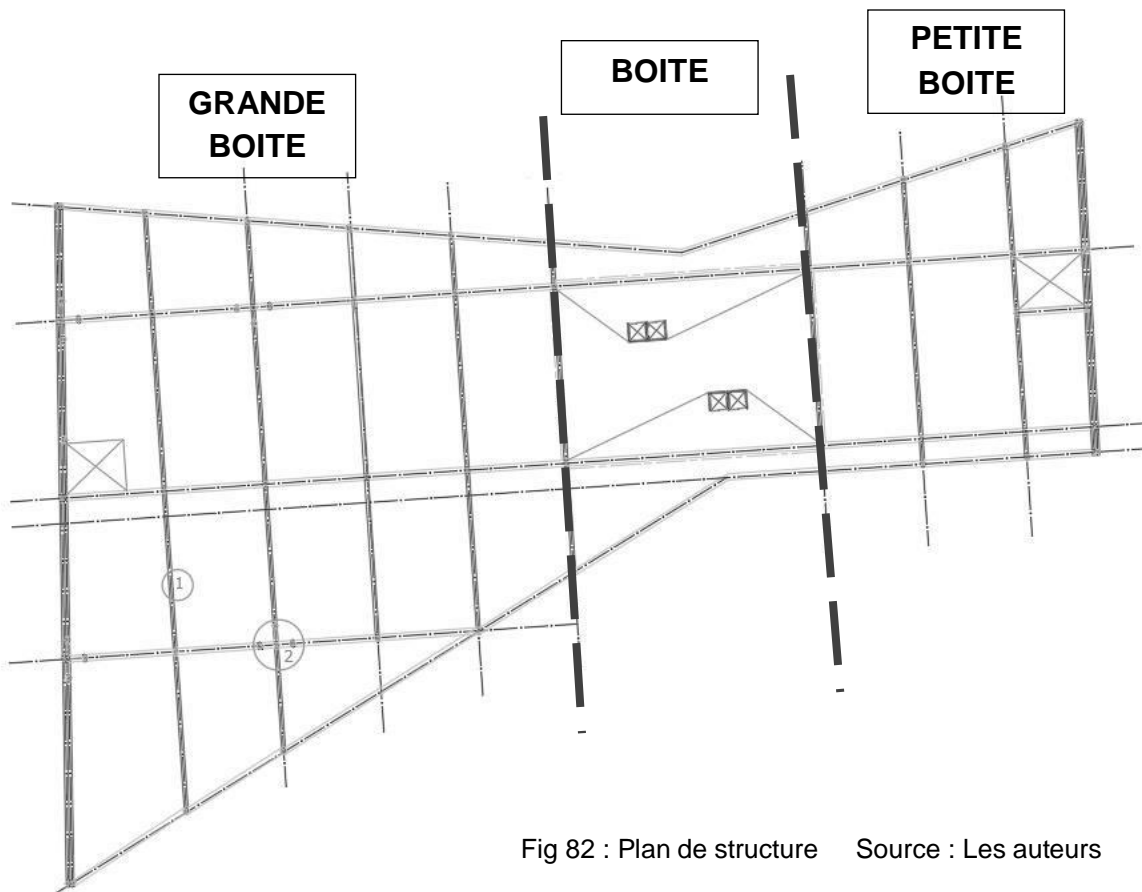 GRANDE
BOITE
BOITE
PETITE
BOITE
1
2
Fig 82 : Plan de structure Source : Les auteurs